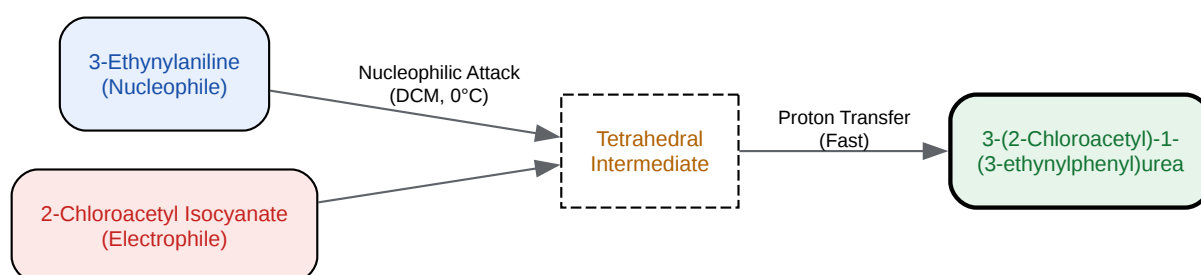 3-Ethynylaniline
(Nucleophile)
2-Chloroacetyl Isocyanate
(Electrophile)
Nucleophilic Attack
(DCM, 0°C)
Tetrahedral
Intermediate
Proton Transfer
(Fast)
3-(2-Chloroacetyl)-1-
(3-ethynylphenyl)urea